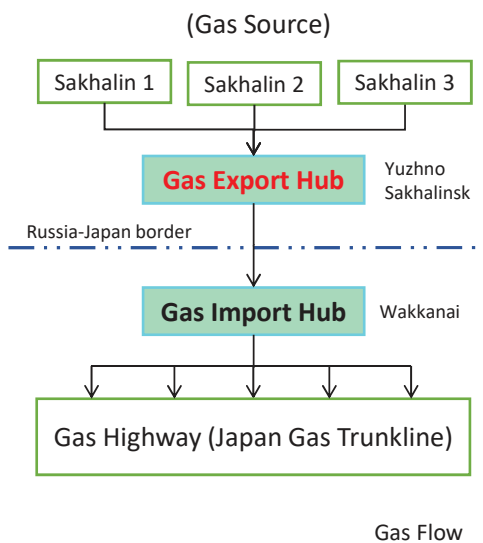 (Gas Source)
Sakhalin 1
Sakhalin 2
Sakhalin 3
Gas Export Hub
Yuzhno
Sakhalinsk
Russia-Japan border
Gas Import Hub
Wakkanai
Gas Highway (Japan Gas Trunkline)
Gas Flow